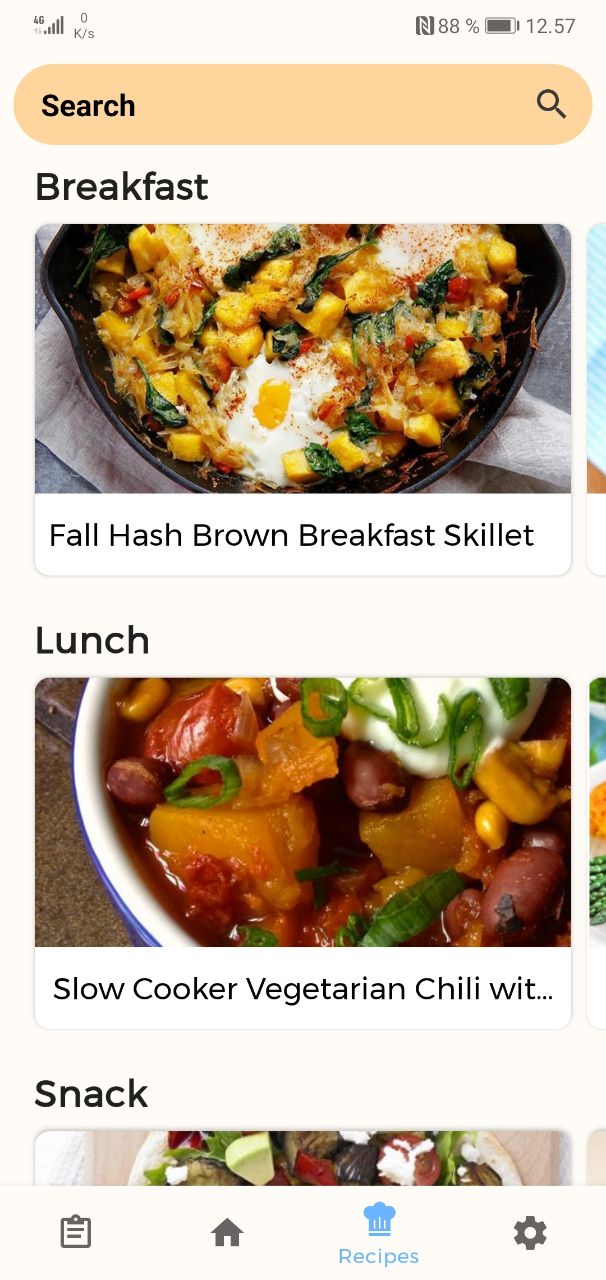 4G 0 K/s 88 % 12.57
Search
Breakfast
Fall Hash Brown Breakfast Skillet
Lunch
Slow Cooker Vegetarian Chili wit...
Snack
Recipes